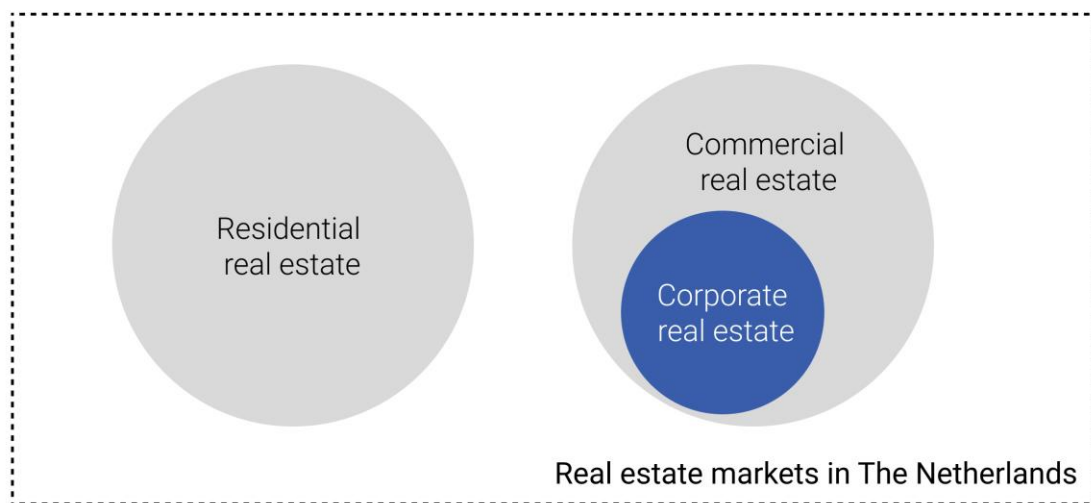 Residential
real estate
Commercial
real estate
Corporate
real estate
Real estate markets in The Netherlands